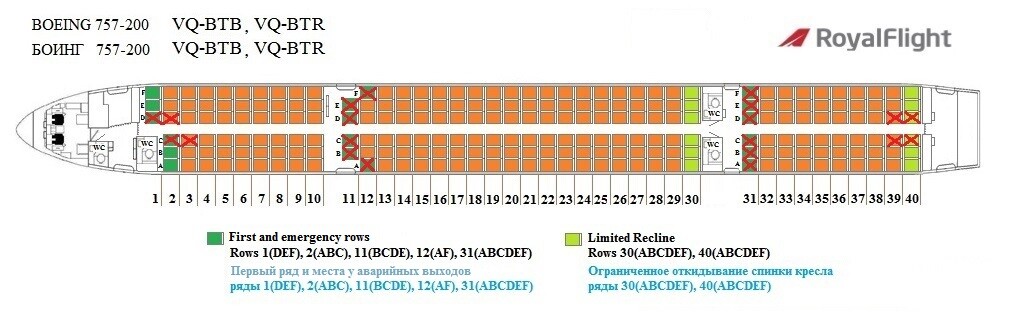 BOEING 757-200 VQ-BTB, VQ-BTR
БОИНГ 757-200 VQ-BTB, VQ-BTR
RoyalFlight
F F F F
E E E E
D D D D
WC
C C C C
WC WC WC
B B B B
A A A A
1 2 3 4 5 6 7 8 9 10 11 12 13 14 15 16 17 18 19 20 21 22 23 24 25 26 27 28 29 30 31 32 33 34 35 36 37 38 39 40
First and emergency rows
Rows 1(DEF), 2(ABC), 11(BCDE), 12(AF), 31(ABCDEF)
Первый ряд и места у аварийных выходов
ряды 1(DEF), 2(ABC), 11(BCDE), 12(AF), 31(ABCDEF)
Limited Recline
Rows 30(ABCDEF), 40(ABCDEF)
Ограниченное откидывание спинки кресла
ряды 30(ABCDEF), 40(ABCDEF)